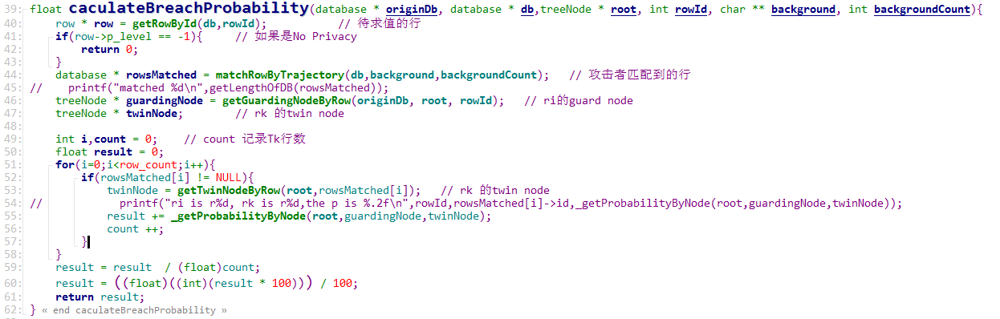 39: float caculateBreachProbability(database * originDb, database * db,treeNode * root, int rowId, char ** background, int backgroundCount){
40: row * row = getRowById(db,rowId); // 待求值的行
41: if(row->p_level == -1){ // 如果是No Privacy
42: return 0;
43: }
44: database * rowsMatched = matchRowByTrajectory(db,background,backgroundCount); // 攻击者匹配到的行
45: // printf("matched %d\n",getLengthOfDB(rowsMatched));
46: treeNode * guardingNode = getGuardingNodeByRow(originDb, root, rowId); // ri的guard node
47: treeNode * twinNode; // rk 的twin node
48:
49: int i,count = 0; // count 记录Tk行数
50: float result = 0;
51: for(i=0;i<row_count;i++){
52: if(rowsMatched[i] != NULL){
53: twinNode = getTwinNodeByRow(root,rowsMatched[i]); // rk 的twin node
54: // printf("ri is r%d, rk is r%d,the p is %.2f\n",rowId,rowsMatched[i]->id,_getProbabilityByNode(root,guardingNode,twinNode));
55: result += _getProbabilityByNode(root,guardingNode,twinNode);
56: count ++;
57: }
58: }
59: result = result / (float)count;
60: result = ((float)((int)(result * 100))) / 100;
61: return result;
62: } « end caculateBreachProbability »